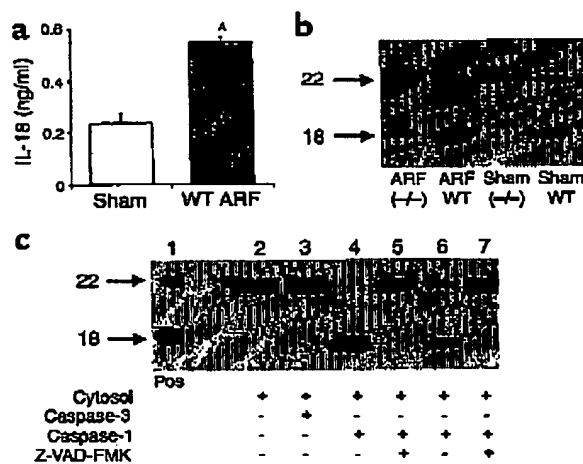 a
IL-18 (ng/ml)
0.6
0.4
0.2
0
A
Sham
WT ARF
b
22
18
ARF ARF Sham Sham
(-/-) WT (-/-) WT
c
1 2 3 4 5 6 7
22
18
Pos
Cytosol + + + + + +
Caspase-3 - + - - - -
Caspase-1 - - + + + +
Z-VAD-FMK - - - + - +